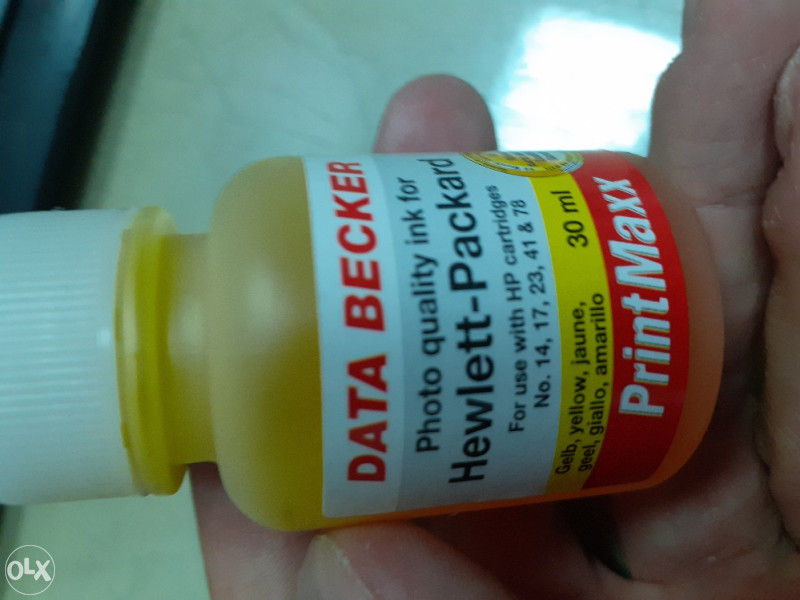 DATA BECKER
Photo quality ink for
Hewlett-Packard
For use with HP cartridges
No. 14, 17, 23, 41 & 78
Gelb, yellow, jaune,
geel, giallo, amarillo
30 ml
PrintMaxx
OLX